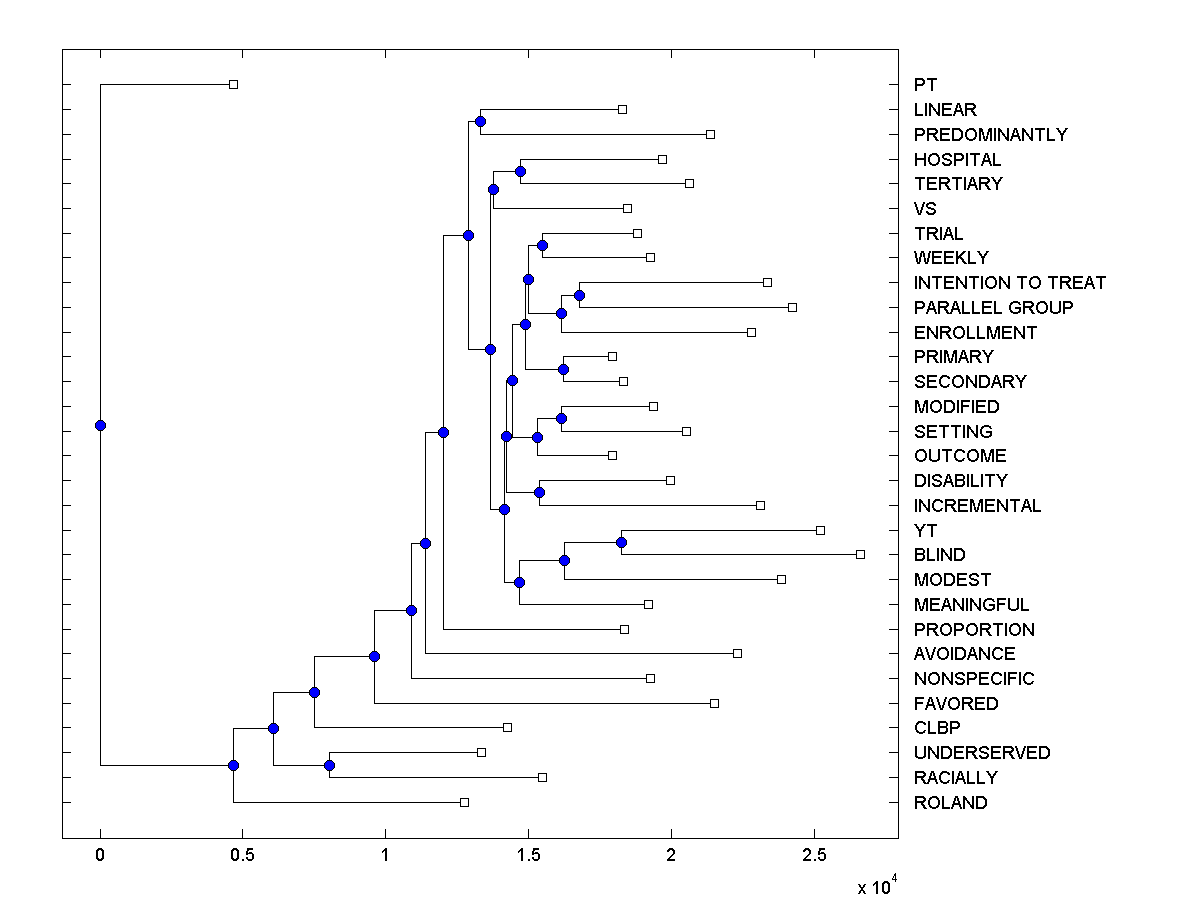 PT
LINEAR
PREDOMINANTLY
HOSPITAL
TERTIARY
VS
TRIAL
WEEKLY
INTENTION TO TREAT
PARALLEL GROUP
ENROLLMENT
PRIMARY
SECONDARY
MODIFIED
SETTING
OUTCOME
DISABILITY
INCREMENTAL
YT
BLIND
MODEST
MEANINGFUL
PROPORTION
AVOIDANCE
NONSPECIFIC
FAVORED
CLBP
UNDERSERVED
RACIALLY
ROLAND
0 0.5 1 1.5 2 2.5
x 10^4